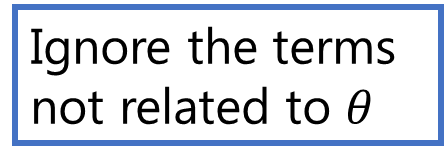 Ignore the terms
not related to θ